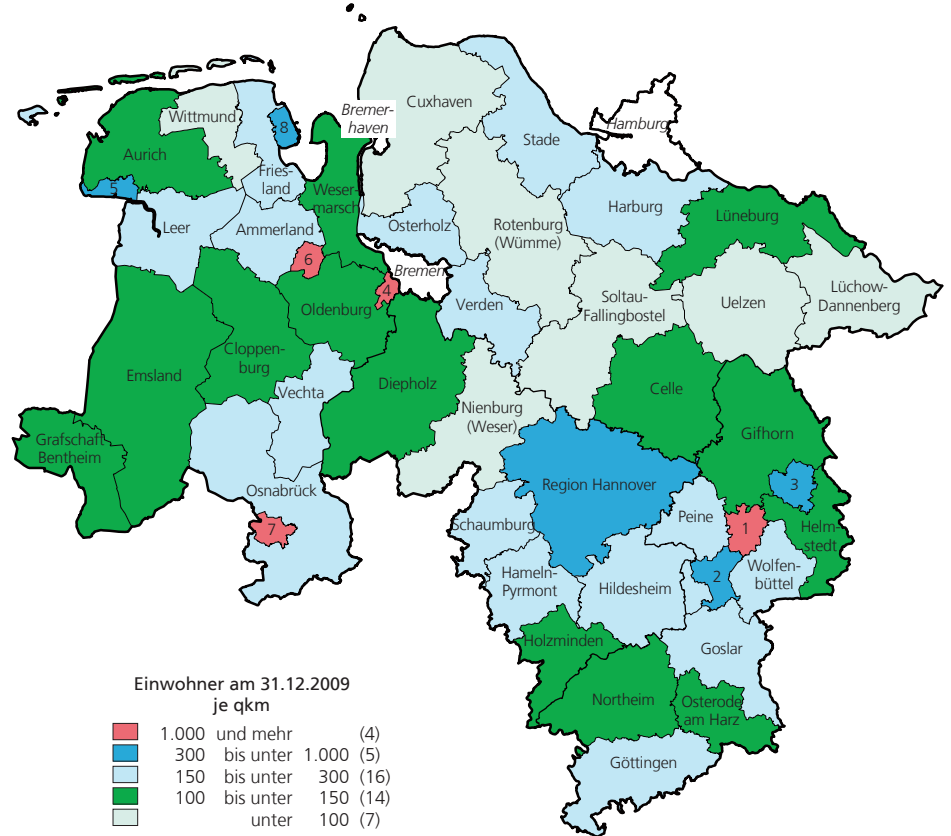 Cuxhaven
Bremer-
haven
Wittmund
8
Hamburg
Stade
Aurich
Fries-
land
5
Weser-
marsch
Harburg
Lüneburg
Leer
Ammerland
Osterholz
Rotenburg
(Wümme)
6
Bremen
4
Lüchow-
Dannenberg
Soltau-
Fallingbostel
Uelzen
Oldenburg
Verden
Cloppen-
burg
Emsland
Vechta
Diepholz
Celle
Nienburg
(Weser)
Gifhorn
Grafschaft
Bentheim
Osnabrück
Region Hannover
3
7
Schaumburg
Peine
1
Helm-
stedt
Hameln-
Pyrmont
Hildesheim
2
Wolfen-
büttel
Holzminden
Goslar
Northeim
Osterode
am Harz
Göttingen
Einwohner am 31.12.2009
je qkm
1.000 und mehr (4)
300 bis unter 1.000 (5)
150 bis unter 300 (16)
100 bis unter 150 (14)
unter 100 (7)